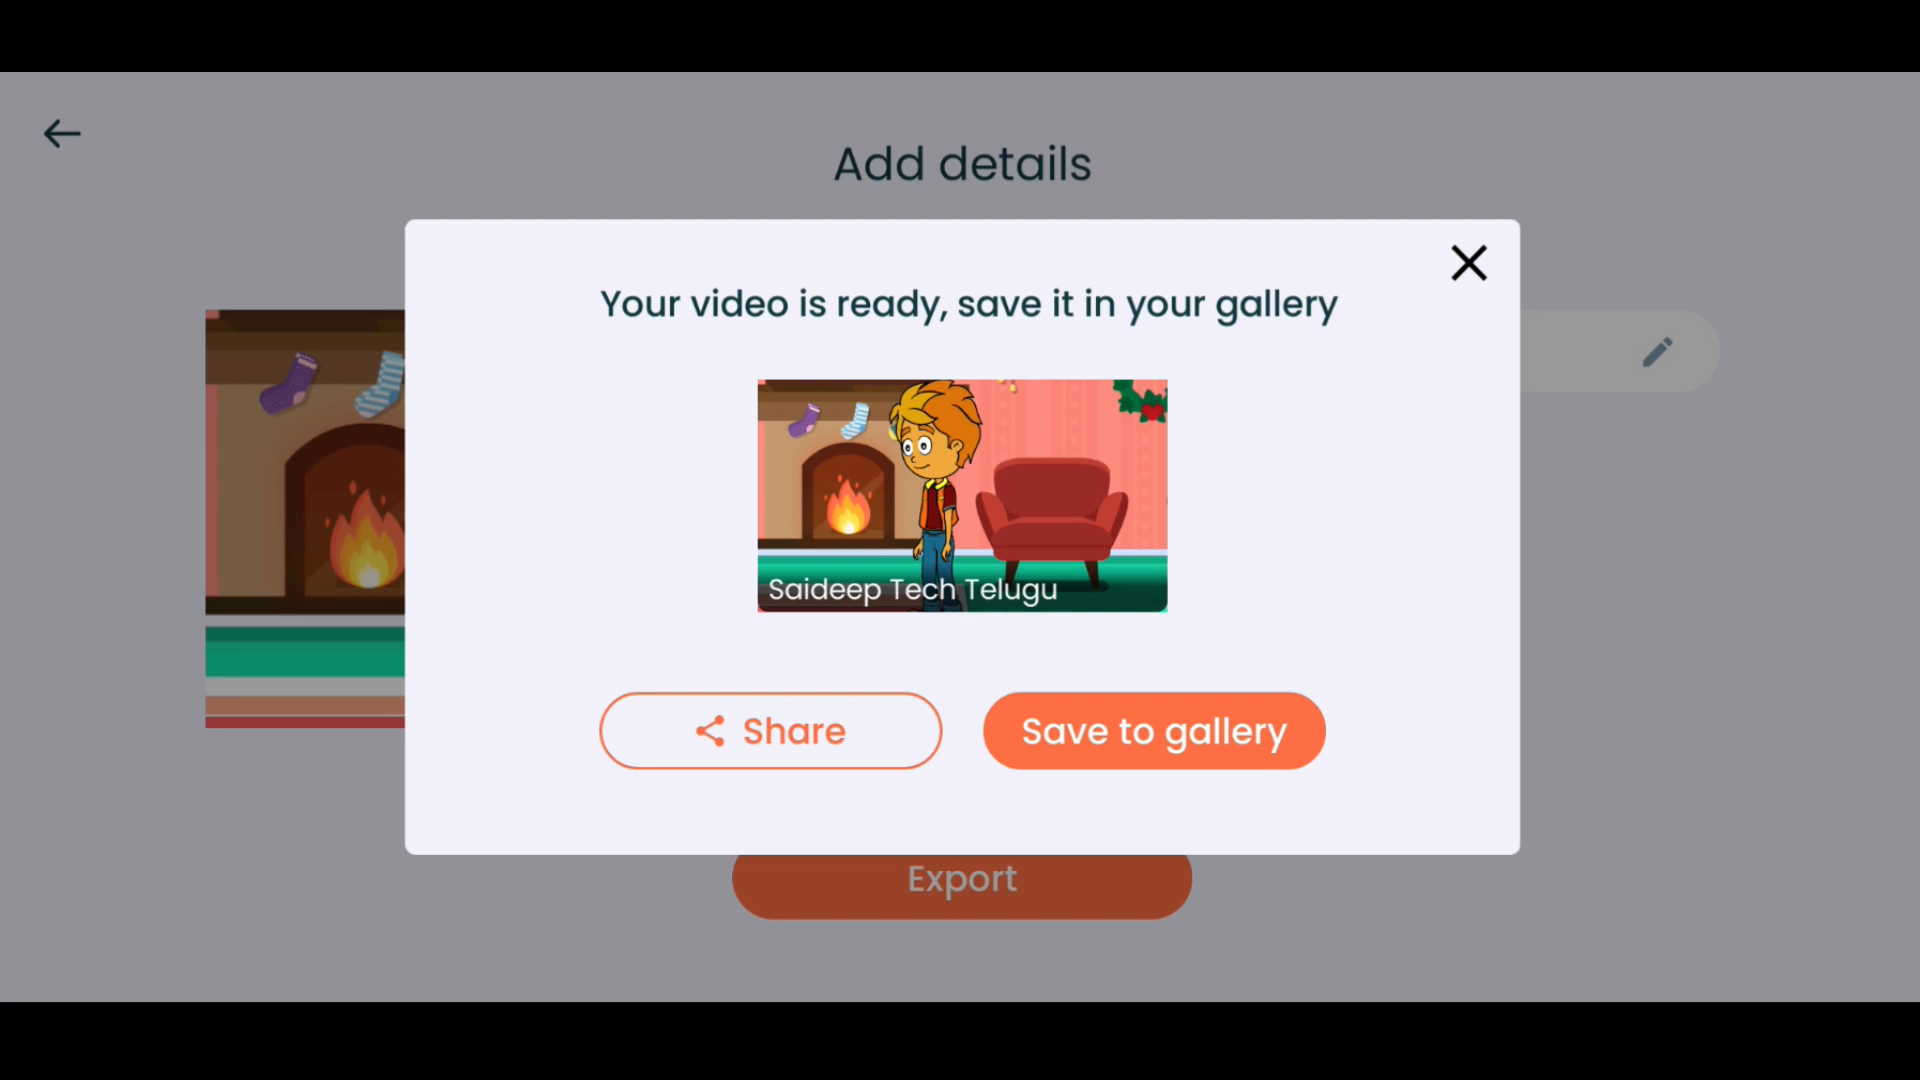 Add details
Your video is ready, save it in your gallery
Saideep Tech Telugu
Share
Save to gallery
Export